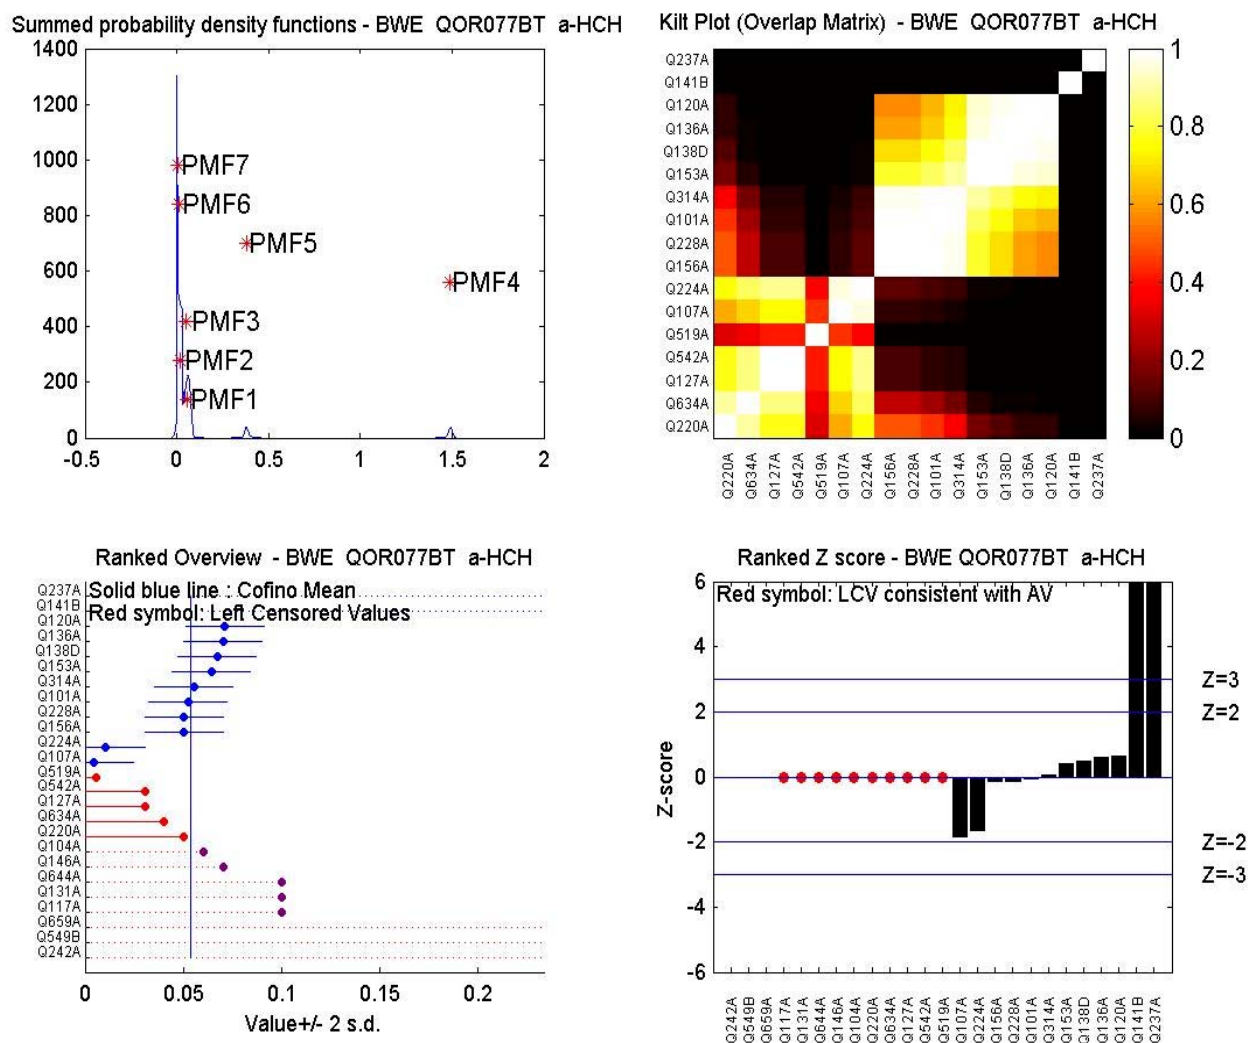 Summed probability density functions - BWE QOR077BT a-HCH
1400
1200
1000
800
600
400
200
0
-0.5
0
0.5
1
1.5
2
PMF7
PMF6
PMF5
PMF4
PMF3
PMF2
PMF1
Kilt Plot (Overlap Matrix) - BWE QOR077BT a-HCH
Q237A
Q141B
Q120A
Q136A
Q138D
Q153A
Q314A
Q101A
Q228A
Q156A
Q224A
Q107A
Q519A
Q542A
Q127A
Q634A
Q220A
Q220A
Q634A
Q127A
Q542A
Q519A
Q107A
Q224A
Q156A
Q228A
Q101A
Q314A
Q153A
Q138D
Q136A
Q120A
Q141B
Q237A
1
0.8
0.6
0.4
0.2
0
Ranked Overview - BWE QOR077BT a-HCH
Solid blue line : Cofino Mean
Red symbol: Left Censored Values
Q237A
Q141B
Q120A
Q136A
Q138D
Q153A
Q314A
Q101A
Q228A
Q156A
Q224A
Q107A
Q519A
Q542A
Q127A
Q634A
Q220A
Q104A
Q146A
Q644A
Q131A
Q117A
Q659A
Q549B
Q242A
0
0.05
0.1
0.15
0.2
Value+/- 2 s.d.
Ranked Z score - BWE QOR077BT a-HCH
Red symbol: LCV consistent with AV
6
4
2
0
-2
-4
-6
Z-score
Z=3
Z=2
Z=-2
Z=-3
Q242A
Q549B
Q659A
Q117A
Q131A
Q644A
Q146A
Q104A
Q220A
Q634A
Q127A
Q542A
Q519A
Q107A
Q224A
Q156A
Q228A
Q101A
Q314A
Q153A
Q138D
Q136A
Q120A
Q141B
Q237A